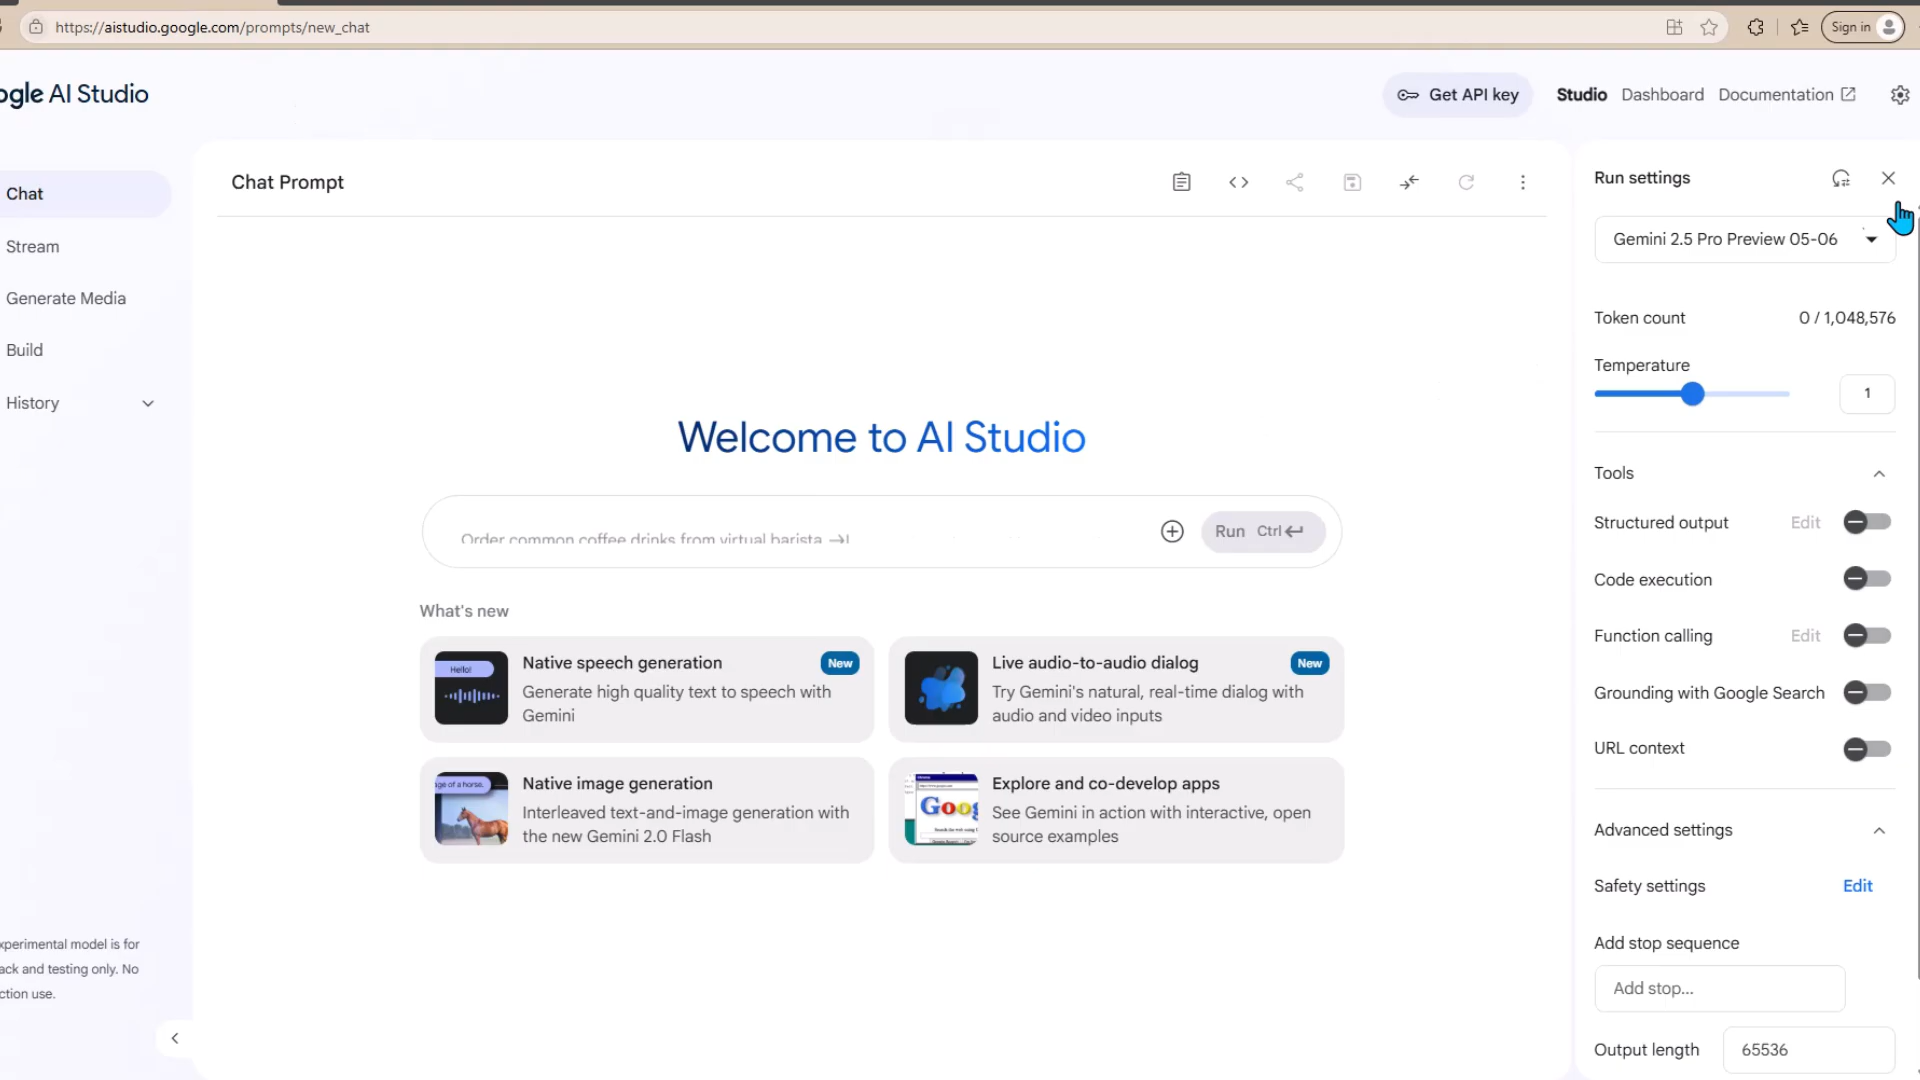 https://aistudio.google.com/prompts/new_chat
Sign in
ogle AI Studio
Get API key
Studio
Dashboard
Documentation
Chat
Stream
Generate Media
Build
History
xperimental model is for
ack and testing only. No
ction use.
Chat Prompt
Welcome to AI Studio
Order common coffee drinks from virtual barista
Run Ctrl
What's new
Hello!
Native speech generation
New
Generate high quality text to speech with
Gemini
Live audio-to-audio dialog
New
Try Gemini's natural, real-time dialog with
audio and video inputs
age of a horse.
Native image generation
Interleaved text-and-image generation with
the new Gemini 2.0 Flash
Goog
Explore and co-develop apps
See Gemini in action with interactive, open
source examples
Run settings
Gemini 2.5 Pro Preview 05-06
Token count
0 / 1,048,576
Temperature
1
Tools
Structured output
Edit
Code execution
Function calling
Edit
Grounding with Google Search
URL context
Advanced settings
Safety settings
Edit
Add stop sequence
Add stop...
Output length
65536